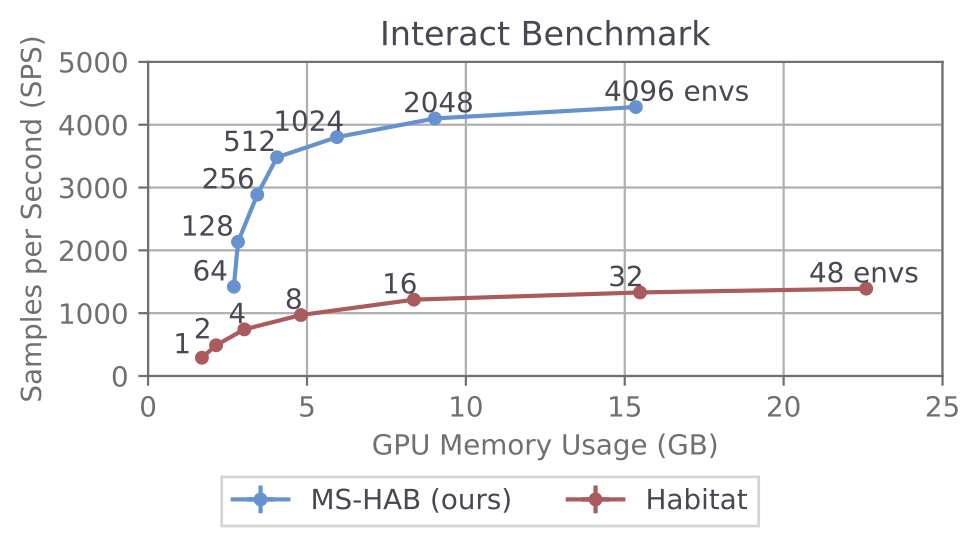 Interact Benchmark
Samples per Second (SPS)
5000
4000
3000
2000
1000
0
4096 envs
2048
1024
512
256
128
64
48 envs
32
16
8
4
2
1
0 5 10 15 20 25
GPU Memory Usage (GB)
MS-HAB (ours) Habitat